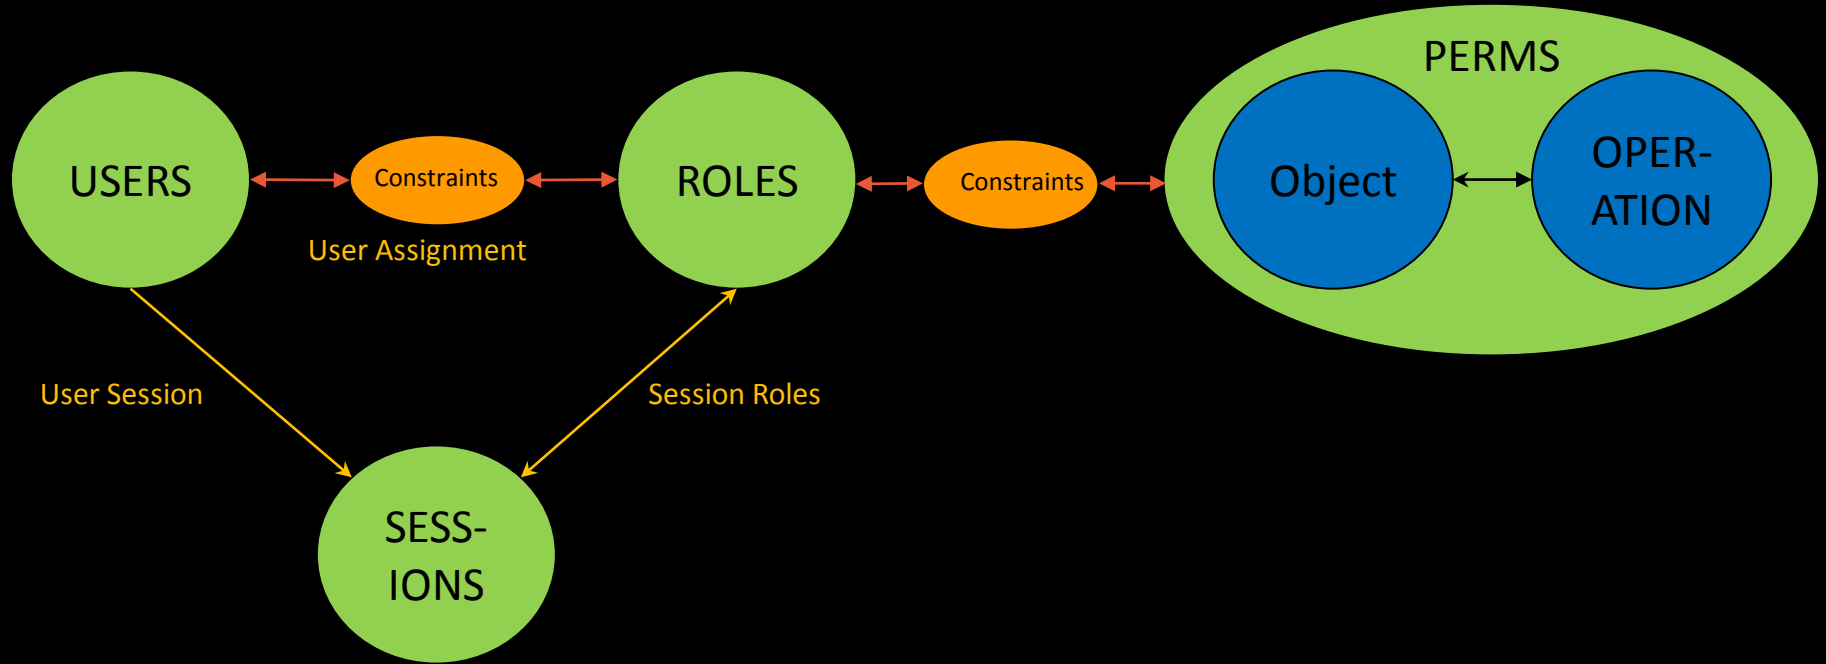 PERMS
USERS
Constraints
ROLES
Constraints
Object
OPER-
ATION
User Assignment
User Session
Session Roles
SESS-
IONS